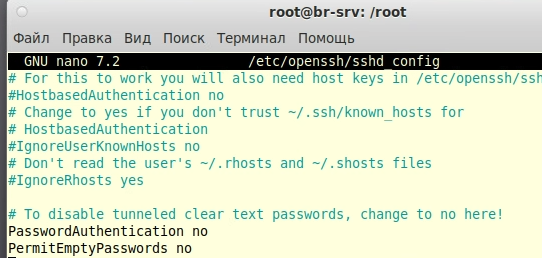 root@br-srv: /root
Файл Правка Вид Поиск Терминал Помощь
GNU nano 7.2 /etc/openssh/sshd_config
# For this to work you will also need host keys in /etc/openssh/ssh
#HostbasedAuthentication no
# Change to yes if you don't trust ~/.ssh/known_hosts for
# HostbasedAuthentication
#IgnoreUserKnownHosts no
# Don't read the user's ~/.rhosts and ~/.shosts files
#IgnoreRhosts yes
# To disable tunneled clear text passwords, change to no here!
PasswordAuthentication no
PermitEmptyPasswords no